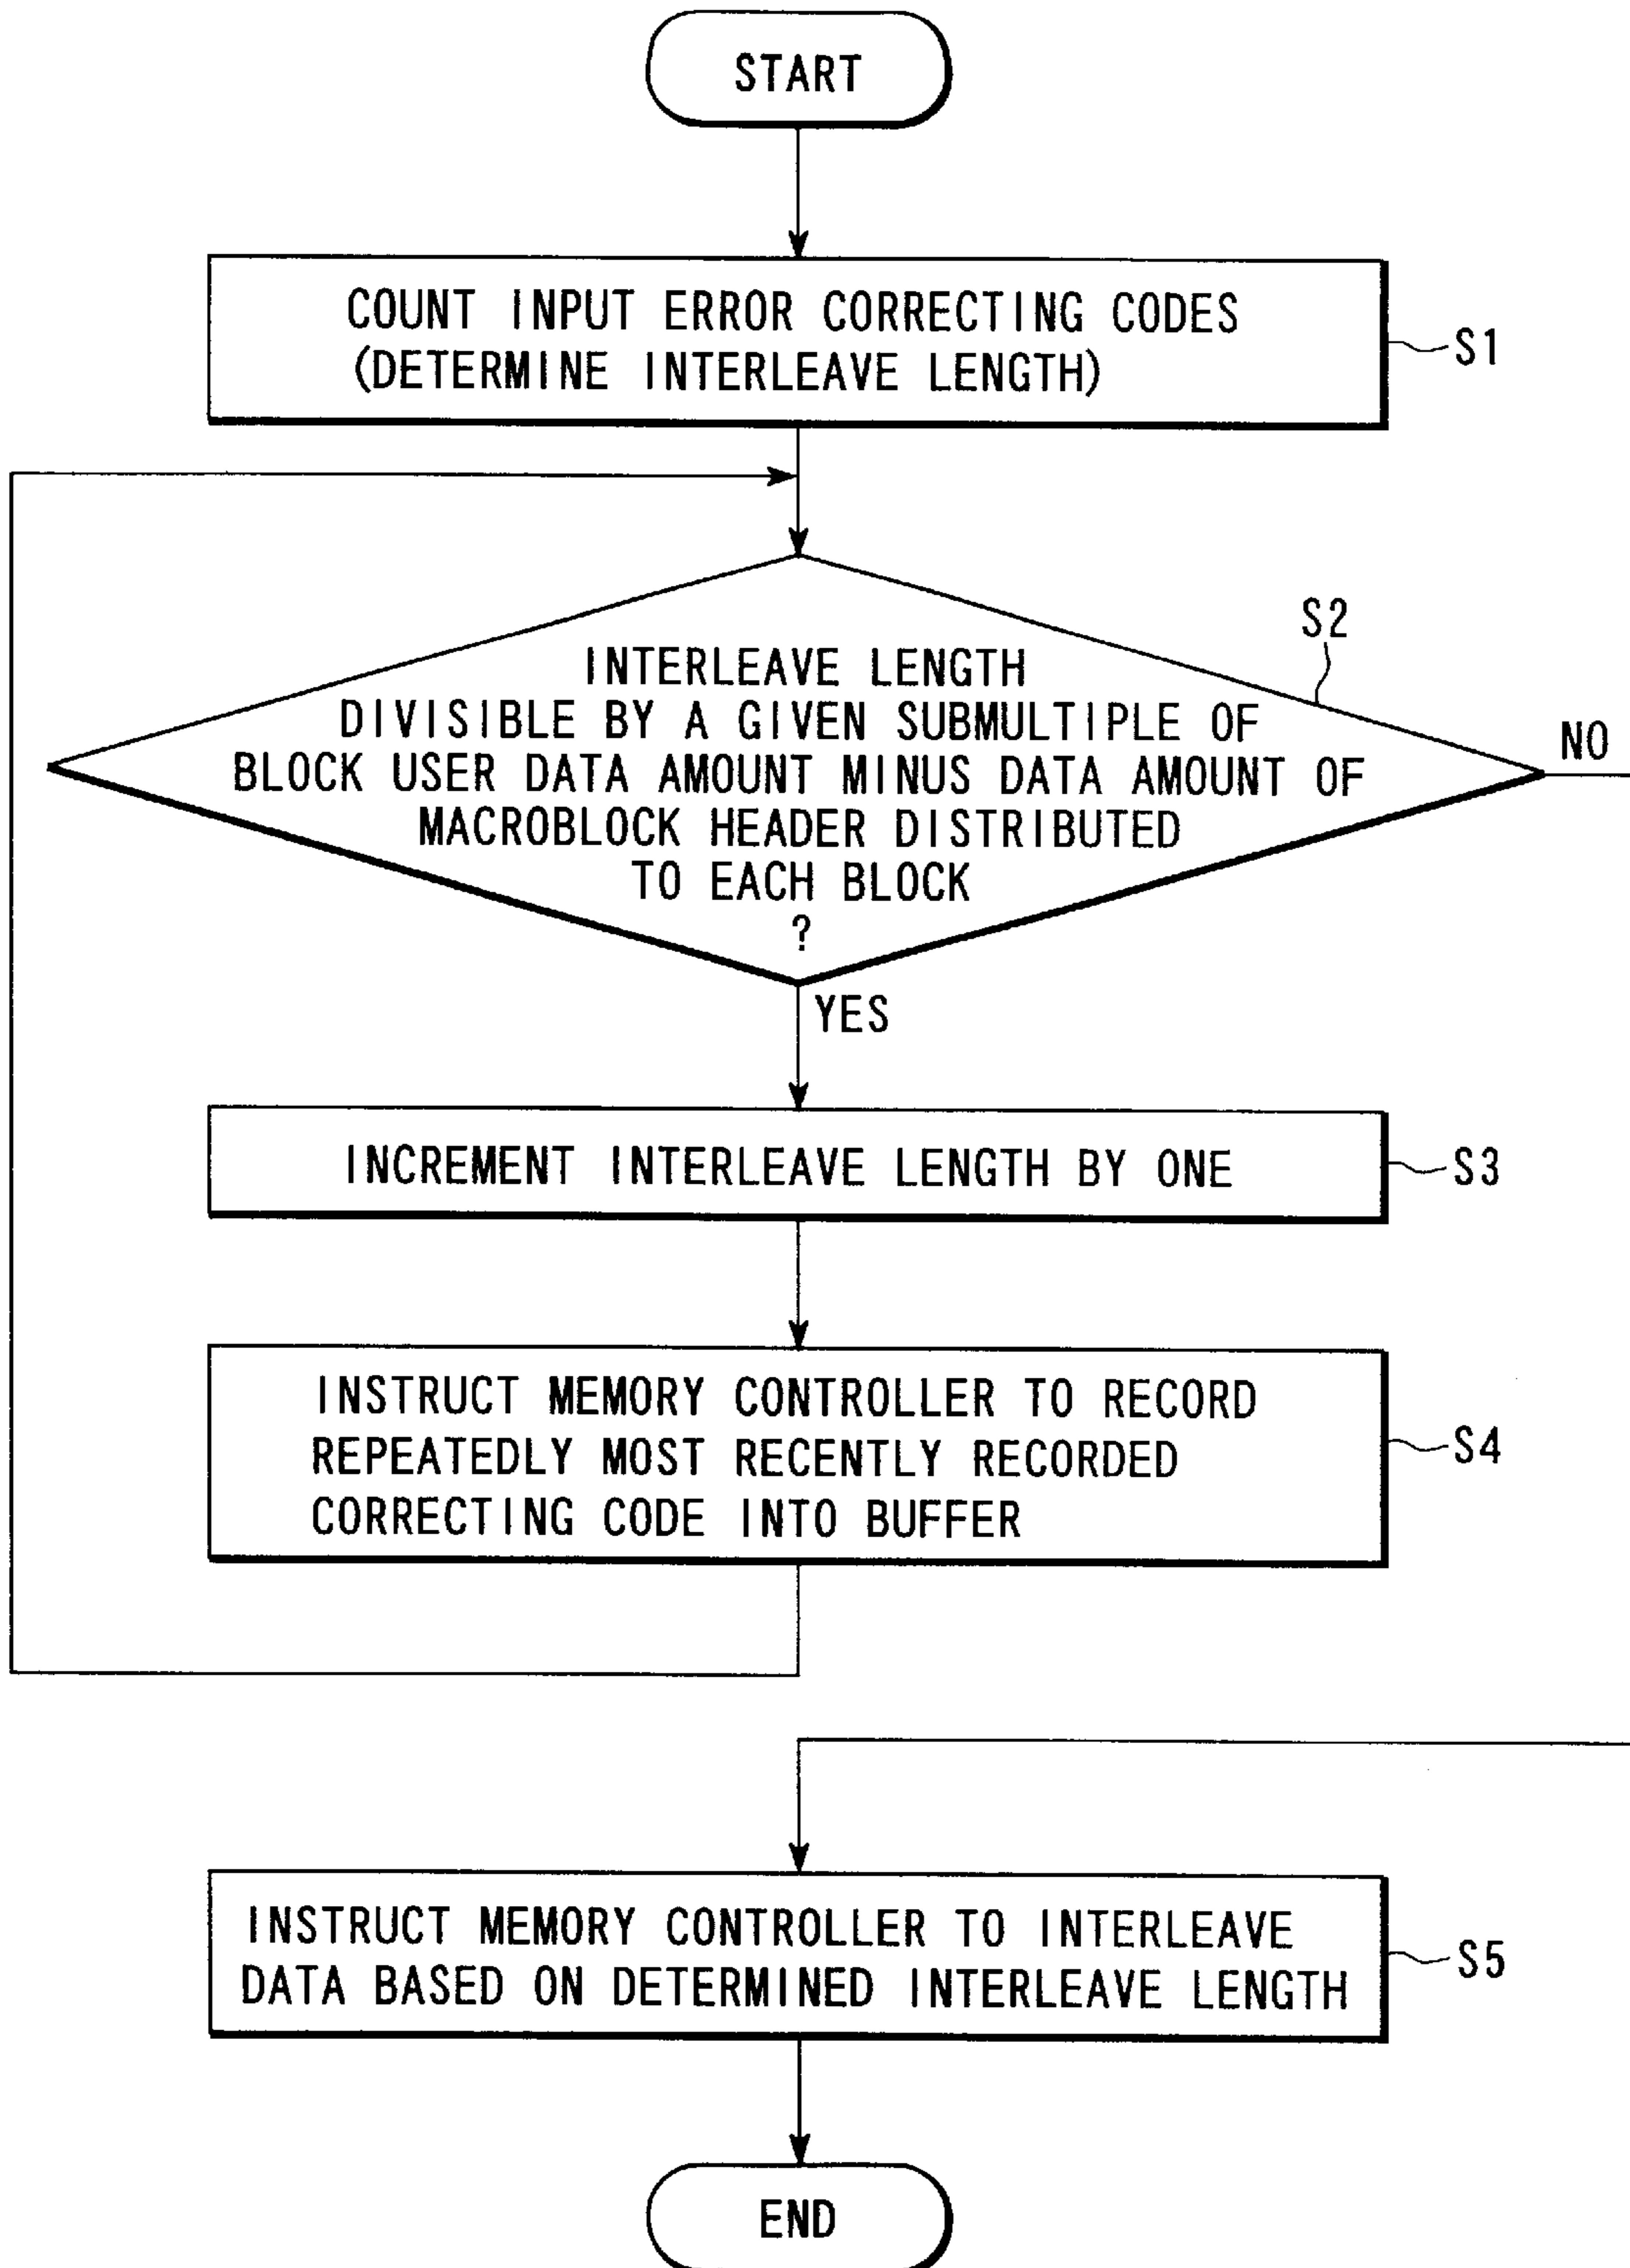 START
COUNT INPUT ERROR CORRECTING CODES
(DETERMINE INTERLEAVE LENGTH)
S1
S2
INTERLEAVE LENGTH
DIVISIBLE BY A GIVEN SUBMULTIPLE OF
BLOCK USER DATA AMOUNT MINUS DATA AMOUNT OF
MACROBLOCK HEADER DISTRIBUTED
TO EACH BLOCK
?
NO
YES
INCREMENT INTERLEAVE LENGTH BY ONE
S3
INSTRUCT MEMORY CONTROLLER TO RECORD
REPEATEDLY MOST RECENTLY RECORDED
CORRECTING CODE INTO BUFFER
S4
INSTRUCT MEMORY CONTROLLER TO INTERLEAVE
DATA BASED ON DETERMINED INTERLEAVE LENGTH
S5
END